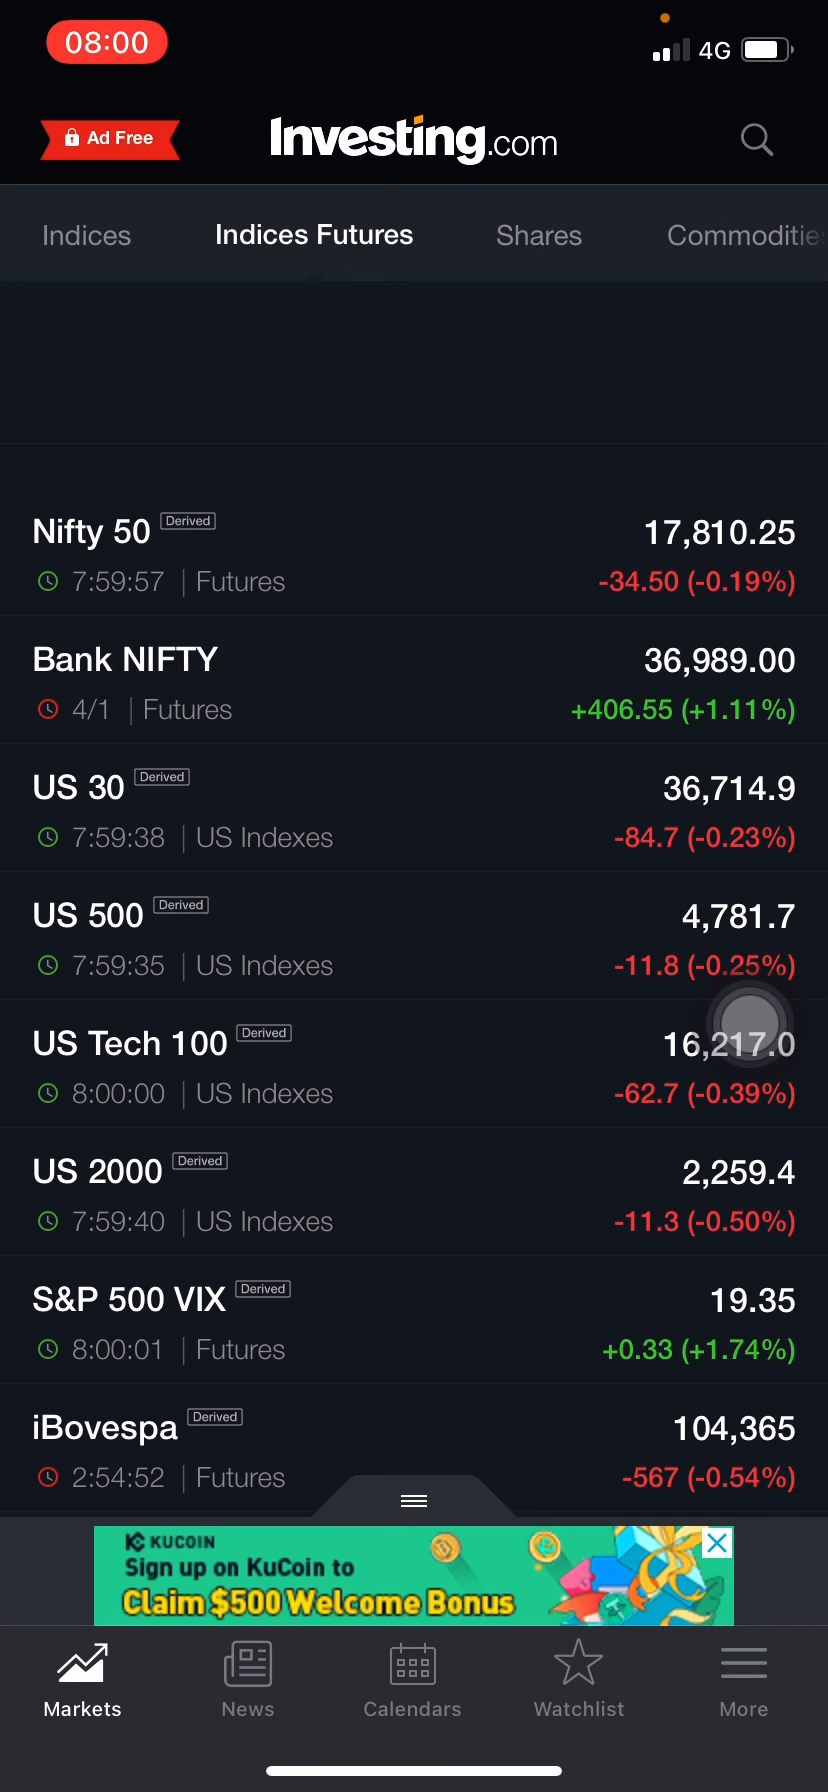 08:00
4G
Ad Free
Investing.com
Indices Indices Futures Shares Commodities
Nifty 50 Derived 17,810.25
7:59:57 | Futures -34.50 (-0.19%)
Bank NIFTY 36,989.00
4/1 | Futures +406.55 (+1.11%)
US 30 Derived 36,714.9
7:59:38 | US Indexes -84.7 (-0.23%)
US 500 Derived 4,781.7
7:59:35 | US Indexes -11.8 (-0.25%)
US Tech 100 Derived 16,217.0
8:00:00 | US Indexes -62.7 (-0.39%)
US 2000 Derived 2,259.4
7:59:40 | US Indexes -11.3 (-0.50%)
S&P 500 VIX Derived 19.35
8:00:01 | Futures +0.33 (+1.74%)
iBovespa Derived 104,365
2:54:52 | Futures -567 (-0.54%)
KUCOIN
Sign up on KuCoin to
Claim $500 Welcome Bonus
Markets News Calendars Watchlist More